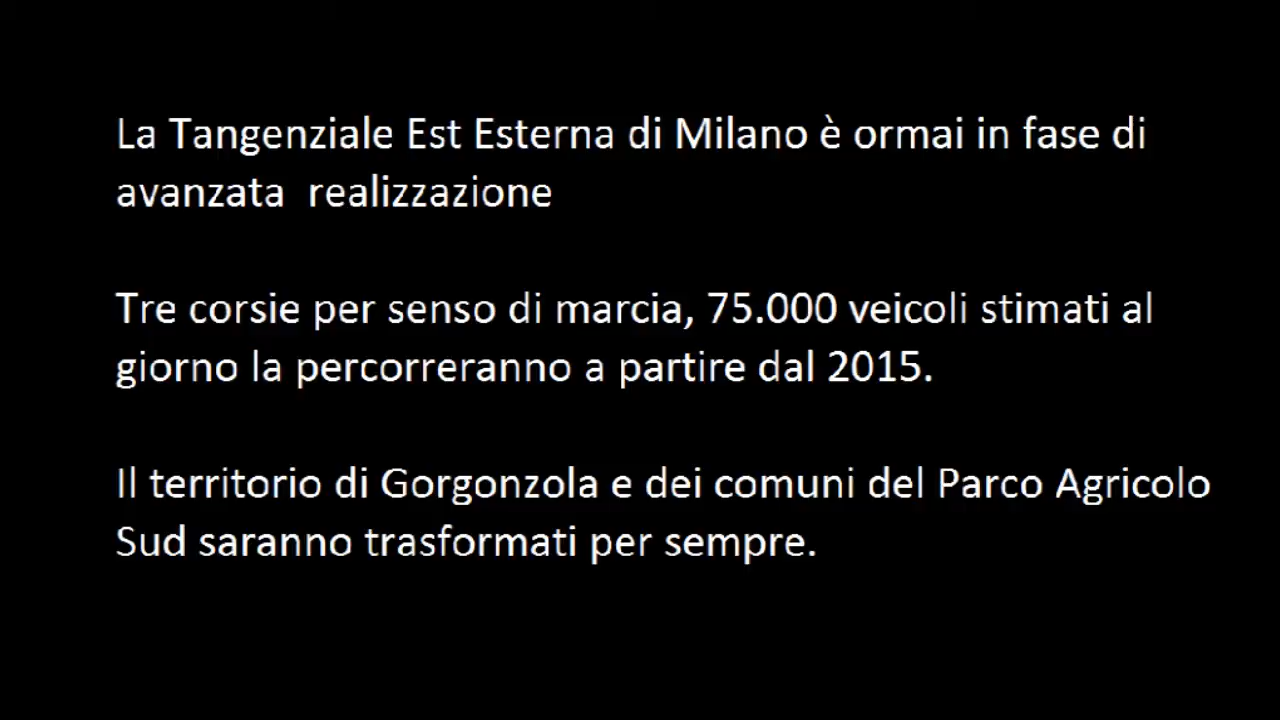 La Tangenziale Est Esterna di Milano è ormai in fase di
avanzata  realizzazione
Tre corsie per senso di marcia, 75.000 veicoli stimati al
giorno la percorreranno a partire dal 2015.
Il territorio di Gorgonzola e dei comuni del Parco Agricolo
Sud saranno trasformati per sempre.